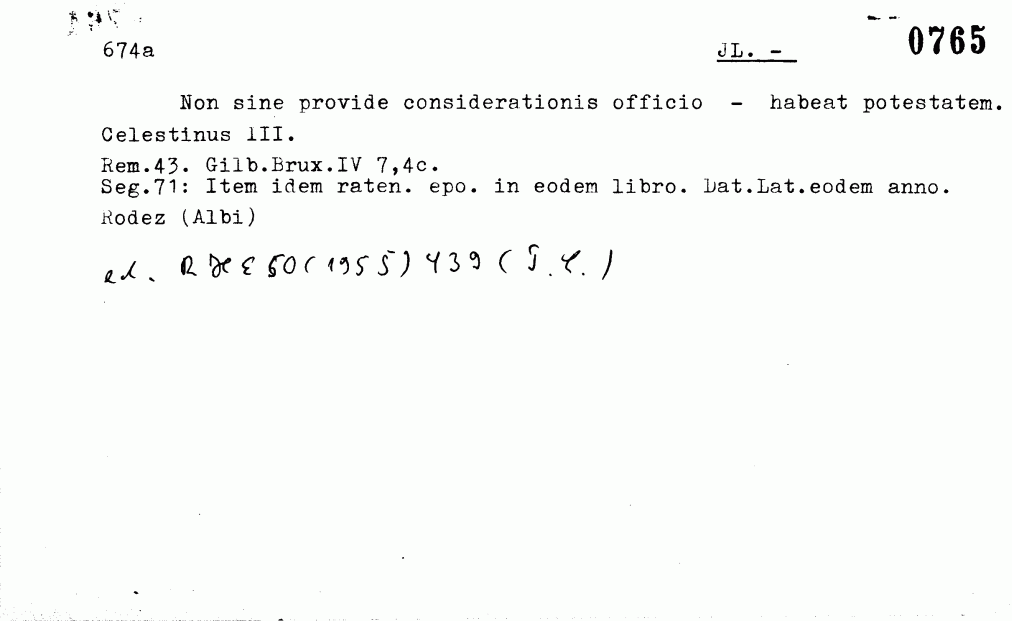 0765
674a JL. -
Non sine provide considerationis officio - habeat potestatem.
Celestinus III.
Rem.43. Gilb.Brux.IV 7,4c.
Seg.71: Item idem raten. epo. in eodem libro. Dat.Lat.eodem anno.
Rodez (Albi)
ed. RHE 50(1955)439